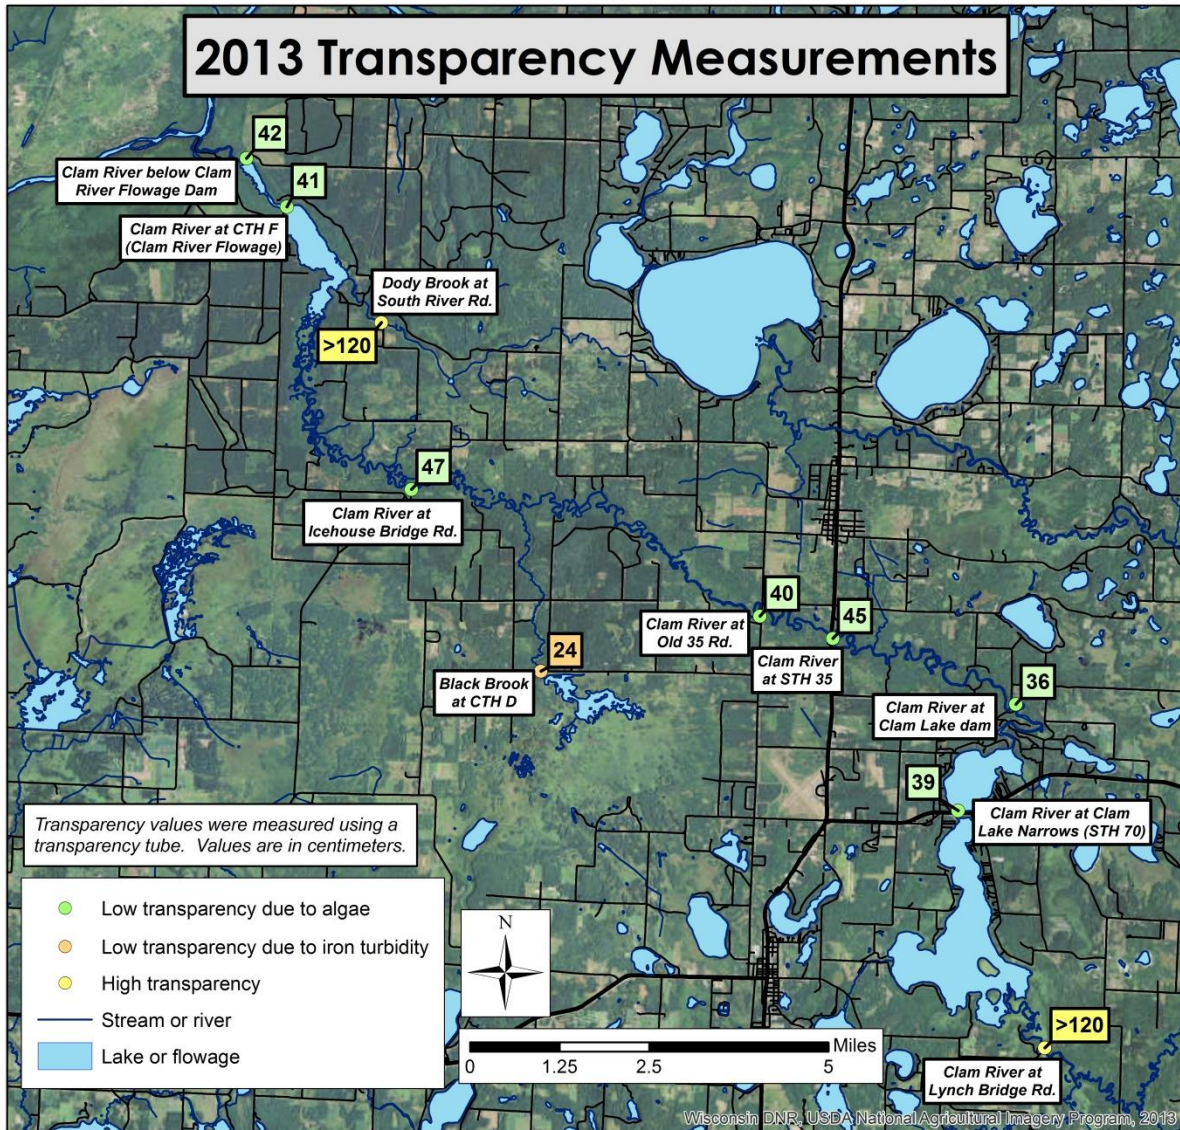 2013 Transparency Measurements
42
Clam River below Clam
River Flowage Dam
41
Clam River at CTH F
(Clam River Flowage)
Dody Brook at
South River Rd.
>120
47
Clam River at
Icehouse Bridge Rd.
40
Clam River at
Old 35 Rd.
45
Clam River
at STH 35
24
Black Brook
at CTH D
36
Clam River at
Clam Lake dam
39
Clam River at Clam
Lake Narrows (STH 70)
>120
Clam River at
Lynch Bridge Rd.
Transparency values were measured using a
transparency tube. Values are in centimeters.
Low transparency due to algae
Low transparency due to iron turbidity
High transparency
Stream or river
Lake or flowage
N
Miles
0 1.25 2.5 5
Wisconsin DNR, USDA National Agricultural Imagery Program, 2013